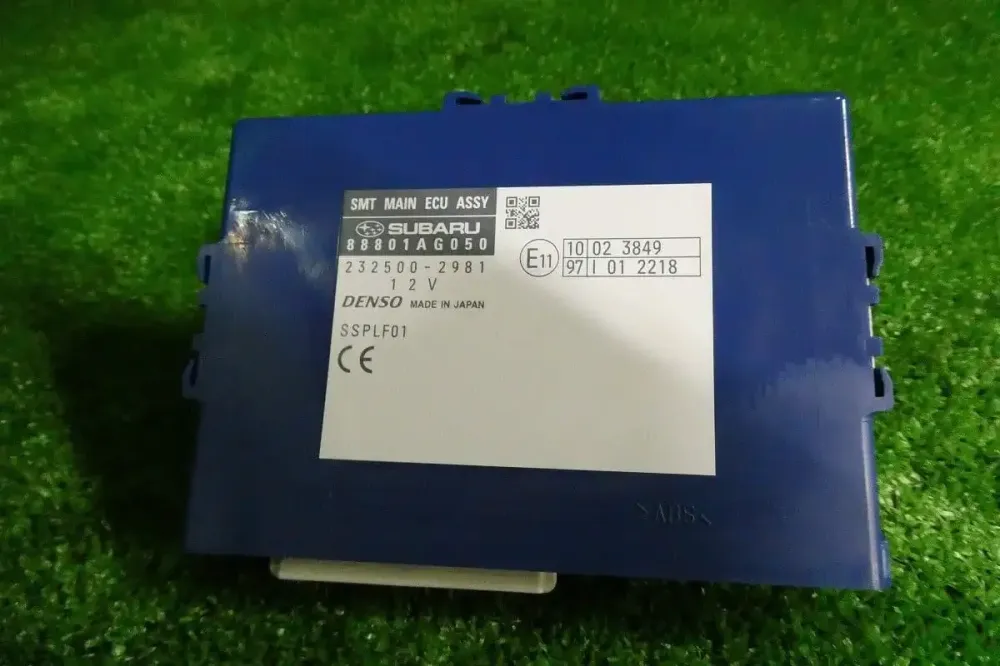 SMT MAIN ECU ASSY
SUBARU
88801AG050
232500-2981
12V
DENSO MADE IN JAPAN
SSPLF01
CE
E11
10 02 3849
97 I 01 2218
>ABS<